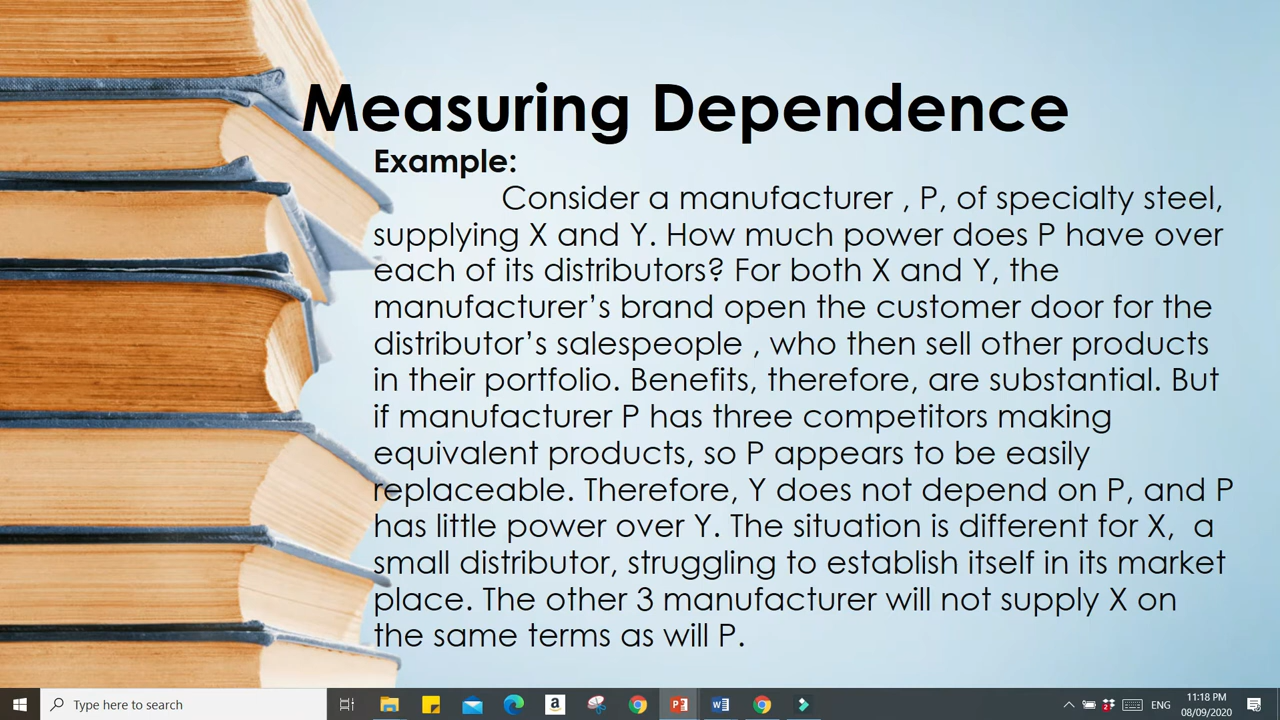 Measuring Dependence
Example:
Consider a manufacturer , P, of specialty steel,
supplying X and Y. How much power does P have over
each of its distributors? For both X and Y, the
manufacturer's brand open the customer door for the
distributor's salespeople , who then sell other products
in their portfolio. Benefits, therefore, are substantial. But
if manufacturer P has three competitors making
equivalent products, so P appears to be easily
replaceable. Therefore, Y does not depend on P, and P
has little power over Y. The situation is different for X, a
small distributor, struggling to establish itself in its market
place. The other 3 manufacturer will not supply X on
the same terms as will P.
Type here to search
ENG
11:18 PM
08/09/2020